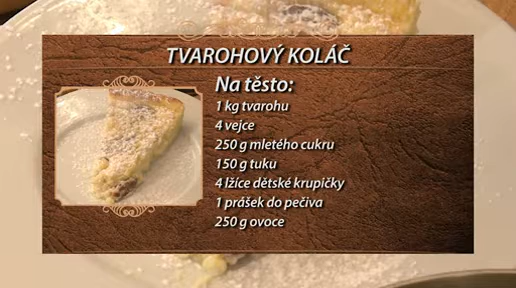 TVAROHOVÝ KOLÁČ
Na těsto:
1 kg tvarohu
4 vejce
250 g mletého cukru
150 g tuku
4 lžíce dětské krupičky
1 prášek do pečiva
250 g ovoce